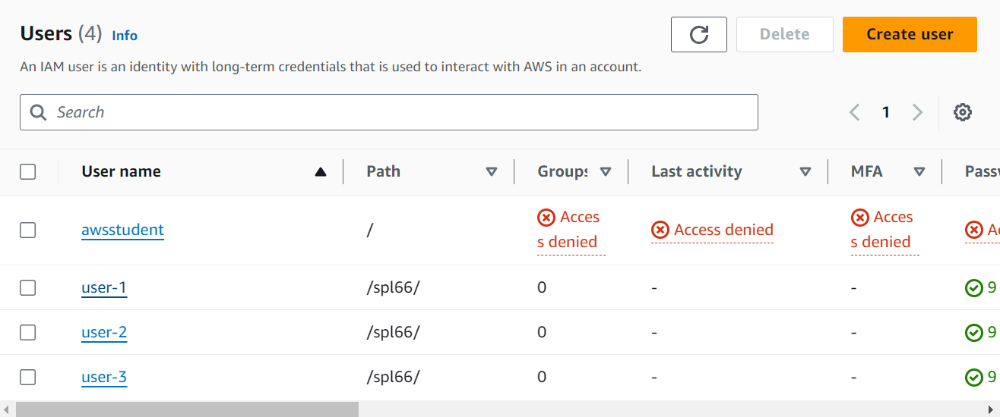 Users (4) Info
Delete
Create user
An IAM user is an identity with long-term credentials that is used to interact with AWS in an account.
Search
1
User name Path Groups Last activity MFA
awsstudent / Access denied Access denied Access denied
user-1 /spl66/ 0 - - 9
user-2 /spl66/ 0 - - 9
user-3 /spl66/ 0 - - 9